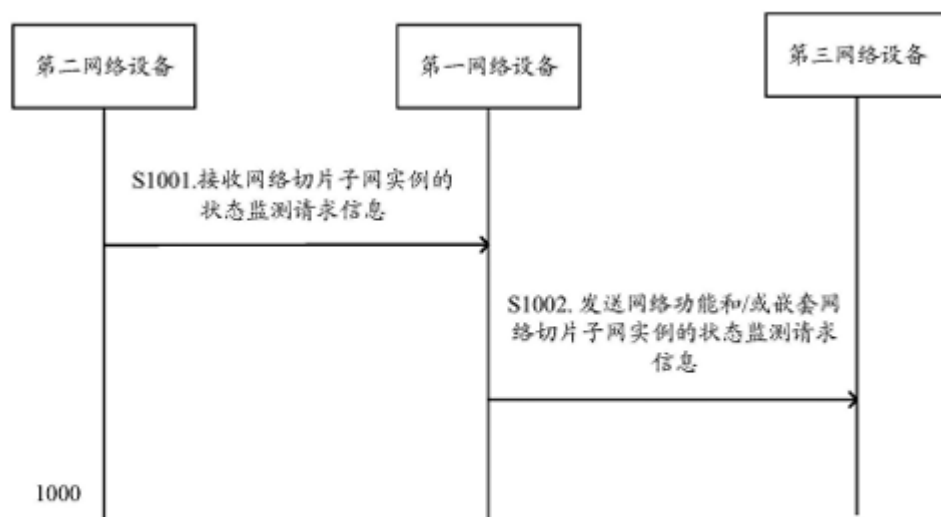 第二网络设备
第一网络设备
第三网络设备
S1001.接收网络切片子网实例的
状态监测请求信息
S1002. 发送网络功能和/或嵌套网
络切片子网实例的状态监测请求
信息
1000